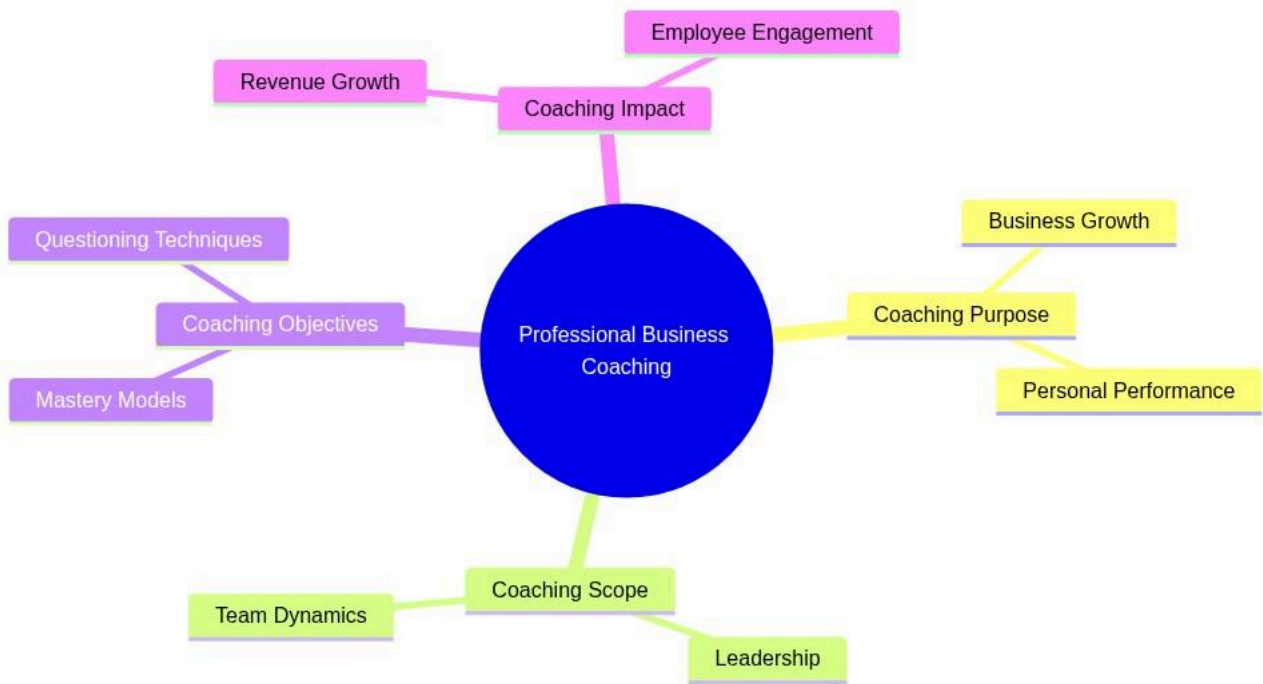 Employee Engagement
Revenue Growth
Coaching Impact
Questioning Techniques
Coaching Objectives
Mastery Models
Professional Business
Coaching
Business Growth
Coaching Purpose
Personal Performance
Coaching Scope
Team Dynamics
Leadership